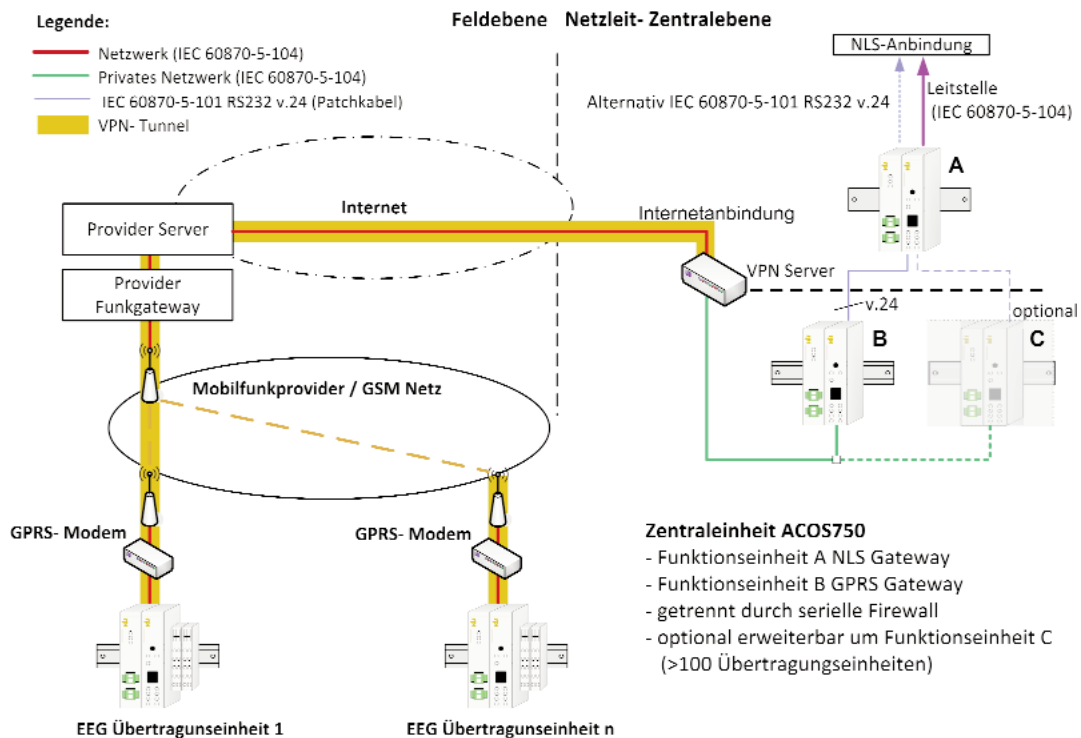 Legende:
Netzwerk (IEC 60870-5-104)
Privates Netzwerk (IEC 60870-5-104)
IEC 60870-5-101 RS232 v.24 (Patchkabel)
VPN- Tunnel
Feldebene
Netzleit- Zentralebene
NLS-Anbindung
Alternativ IEC 60870-5-101 RS232 v.24
Leitstelle
(IEC 60870-5-104)
A
Internet
Internetanbindung
Provider Server
VPN Server
Provider
Funkgateway
v.24
optional
B
C
Mobilfunkprovider / GSM Netz
GPRS- Modem
GPRS- Modem
Zentraleinheit ACOS750
- Funktionseinheit A NLS Gateway
- Funktionseinheit B GPRS Gateway
- getrennt durch serielle Firewall
- optional erweiterbar um Funktionseinheit C
(>100 Übertragungseinheiten)
EEG Übertragunseinheit 1
EEG Übertragunseinheit n